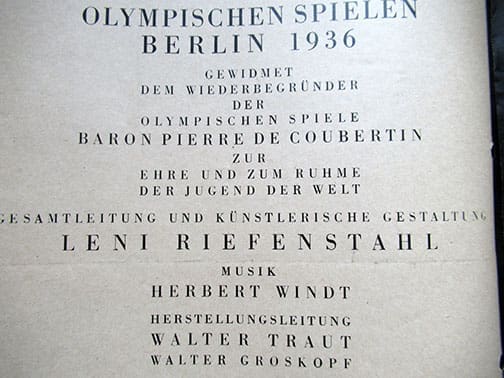 OLYMPISCHEN SPIELEN
BERLIN 1936
GEWIDMET
DEM WIEDERBEGRÜNDER
DER
OLYMPISCHEN SPIELE
BARON PIERRE DE COUBERTIN
ZUR
EHRE UND ZUM RUHME
DER JUGEND DER WELT
GESAMTLEITUNG UND KÜNSTLERISCHE GESTALTUNG
LENI RIEFENSTAHL
MUSIK
HERBERT WINDT
HERSTELLUNGSLEITUNG
WALTER TRAUT
WALTER GROSKOPF